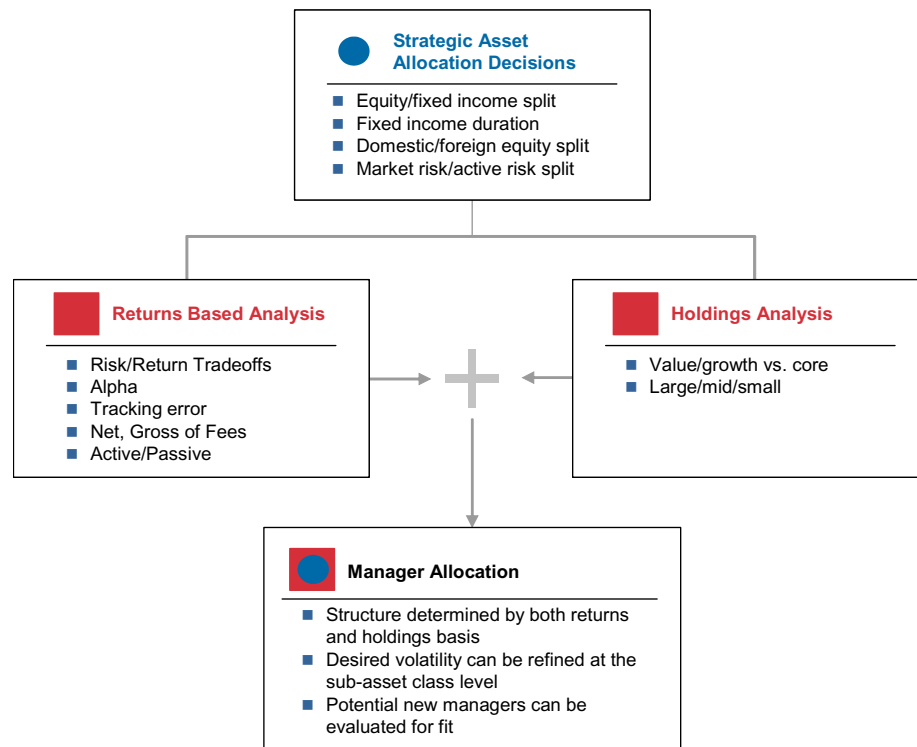 Strategic Asset
Allocation Decisions
Equity/fixed income split
Fixed income duration
Domestic/foreign equity split
Market risk/active risk split
Returns Based Analysis
Risk/Return Tradeoffs
Alpha
Tracking error
Net, Gross of Fees
Active/Passive
Holdings Analysis
Value/growth vs. core
Large/mid/small
Manager Allocation
Structure determined by both returns
and holdings basis
Desired volatility can be refined at the
sub-asset class level
Potential new managers can be
evaluated for fit